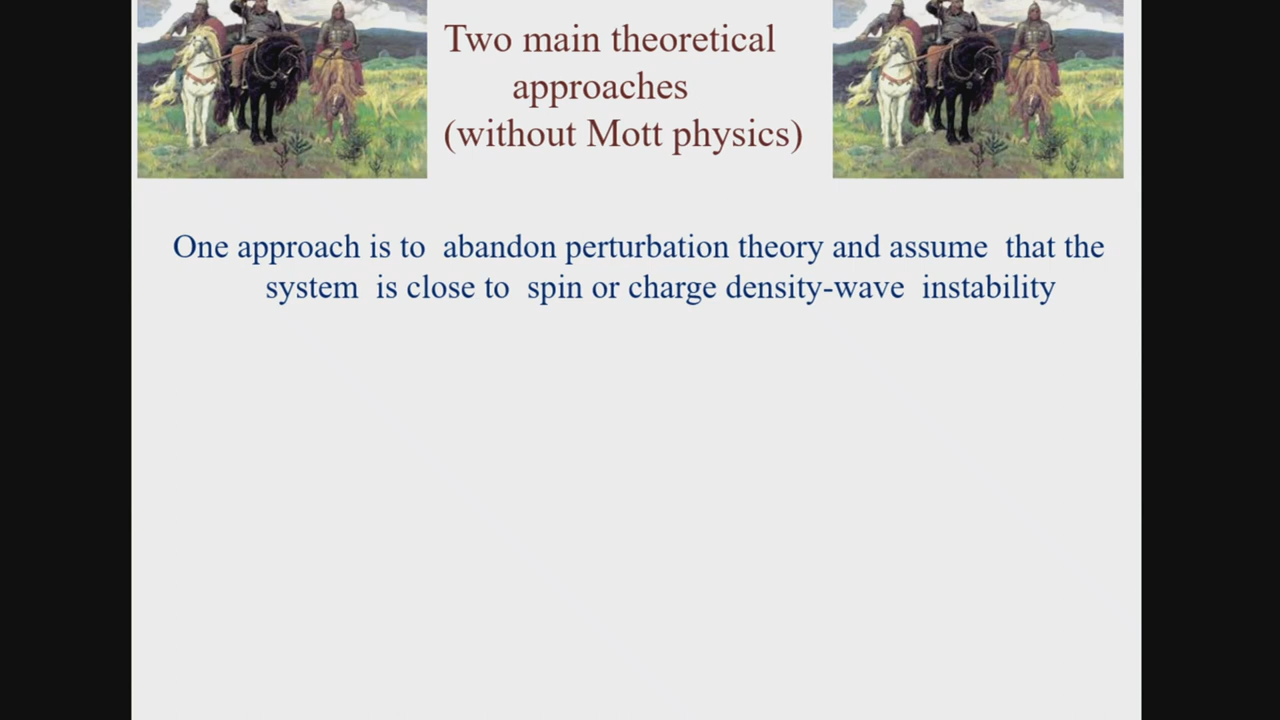 Two main theoretical
approaches
(without Mott physics)
One approach is to abandon perturbation theory and assume that the
system is close to spin or charge density-wave instability